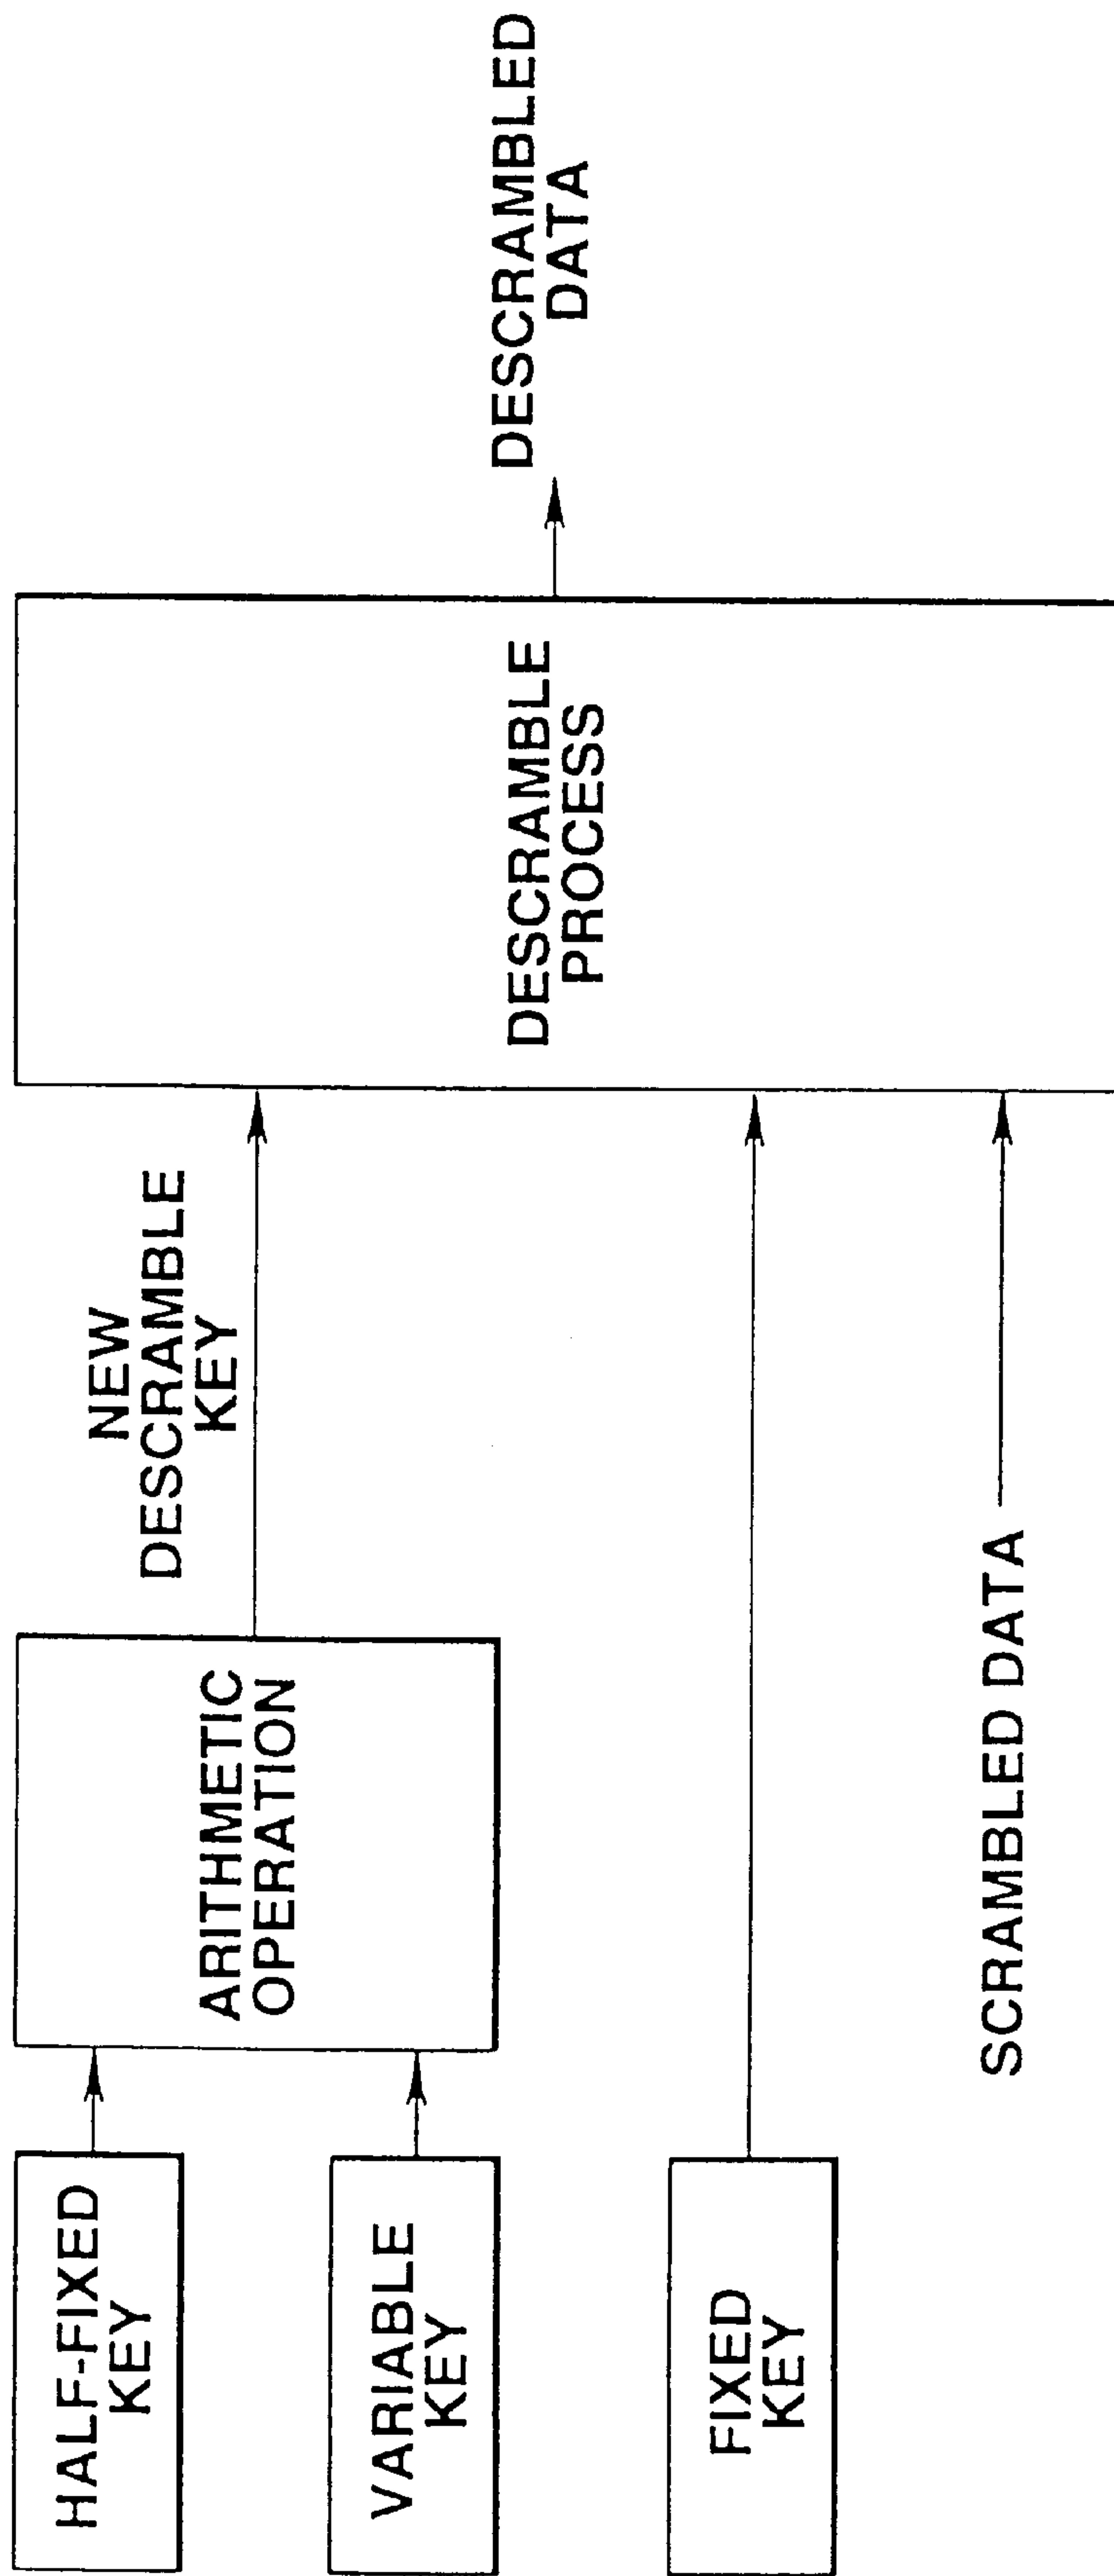 HALF-FIXED
KEY
VARIABLE
KEY
FIXED
KEY
ARITHMETIC
OPERATION
NEW
DESCRAMBLE
KEY
SCRAMBLED DATA
DESCRAMBLE
PROCESS
DESCRAMBLED
DATA